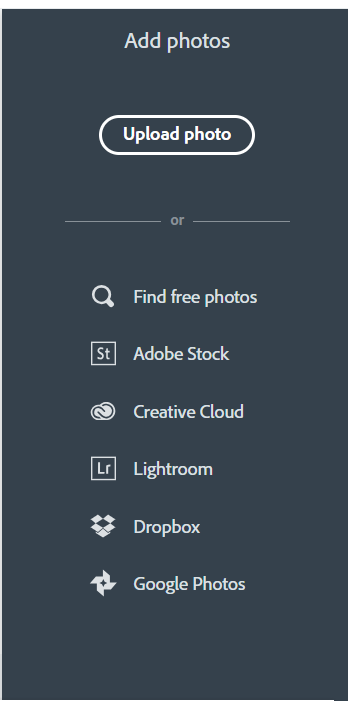 Add photos
Upload photo
or
Find free photos
St Adobe Stock
Creative Cloud
Lr Lightroom
Dropbox
Google Photos